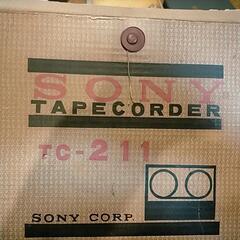 SONY
TAPECORDER
TC-211
SONY CORP.